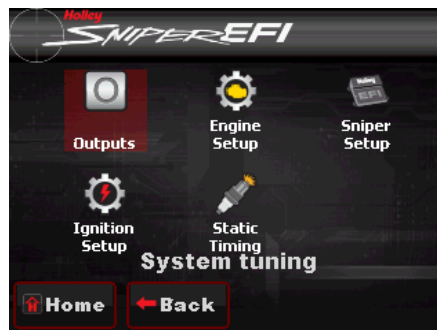 Holley
SNIPER EFI
Outputs
Engine
Setup
Holley
EFI
Sniper
Setup
Ignition
Setup
Static
Timing
System tuning
Home
Back